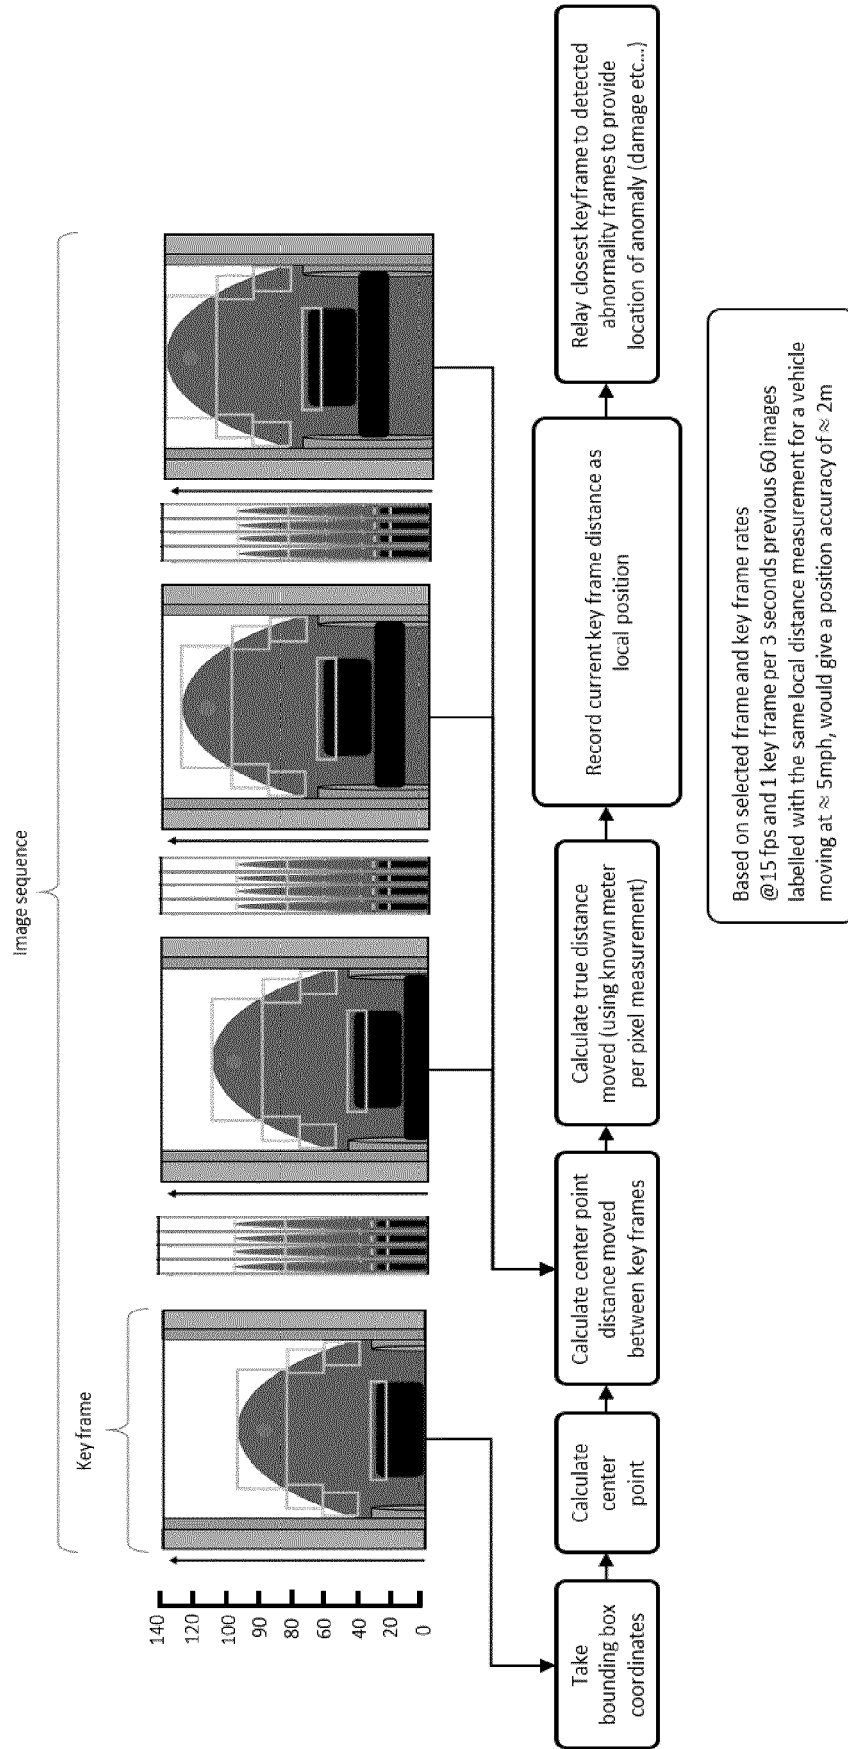 Image sequence
Key frame
140
120
100
80
60
40
20
0
Take
bounding box
coordinates
Calculate
center
point
Calculate center point
distance moved
between key frames
Calculate true distance
moved (using known meter
per pixel measurement)
Record current key frame distance as
local position
Relay closest keyframe to detected
abnormality frames to provide
location of anomaly (damage etc...)
Based on selected frame and key frame rates
@15 fps and 1 key frame per 3 seconds previous 60 images
labelled with the same local distance measurement for a vehicle
moving at ≈ 5mph, would give a position accuracy of ≈ 2m